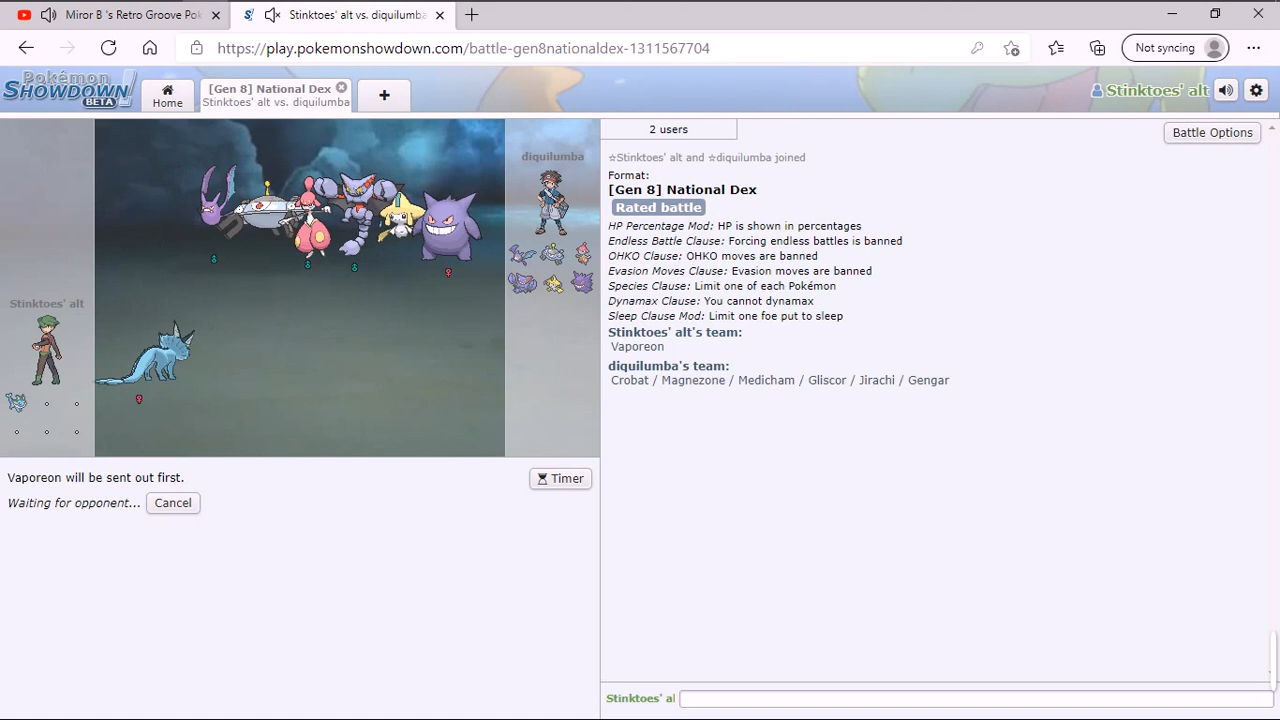 Miror B 's Retro Groove Pok
Stinktoes' alt vs. diquilumba
https://play.pokemonshowdown.com/battle-gen8nationaldex-1311567704
Not syncing
Pokémon
SHOWDOWN!
BETA
Home
[Gen 8] National Dex
Stinktoes' alt vs. diquilumba
Stinktoes' alt
2 users
Battle Options
diquilumba
Stinktoes' alt
☆Stinktoes' alt and ☆diquilumba joined
Format:
[Gen 8] National Dex
Rated battle
HP Percentage Mod: HP is shown in percentages
Endless Battle Clause: Forcing endless battles is banned
OHKO Clause: OHKO moves are banned
Evasion Moves Clause: Evasion moves are banned
Species Clause: Limit one of each Pokémon
Dynamax Clause: You cannot dynamax
Sleep Clause Mod: Limit one foe put to sleep
Stinktoes' alt's team:
Vaporeon
diquilumba's team:
Crobat / Magnezone / Medicham / Gliscor / Jirachi / Gengar
Vaporeon will be sent out first.
Timer
Waiting for opponent...
Cancel
Stinktoes' al